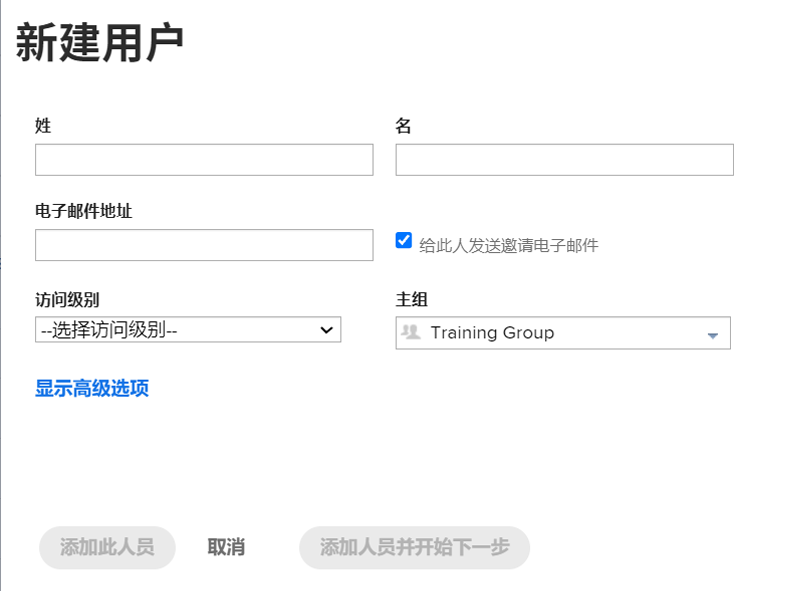 新建用户
姓
名
电子邮件地址
给此人发送邀请电子邮件
访问级别
主组
--选择访问级别--
Training Group
显示高级选项
添加此人员
取消
添加人员并开始下一步